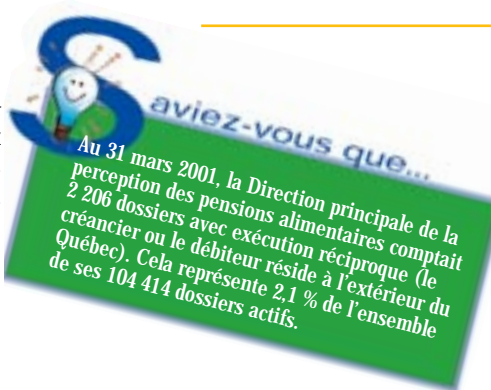 Saviez-vous que...
Au 31 mars 2001, la Direction principale de la
perception des pensions alimentaires comptait
2 206 dossiers avec exécution réciproque (le
créancier ou le débiteur réside à l'extérieur du
Québec). Cela représente 2,1 % de l'ensemble
de ses 104 414 dossiers actifs.